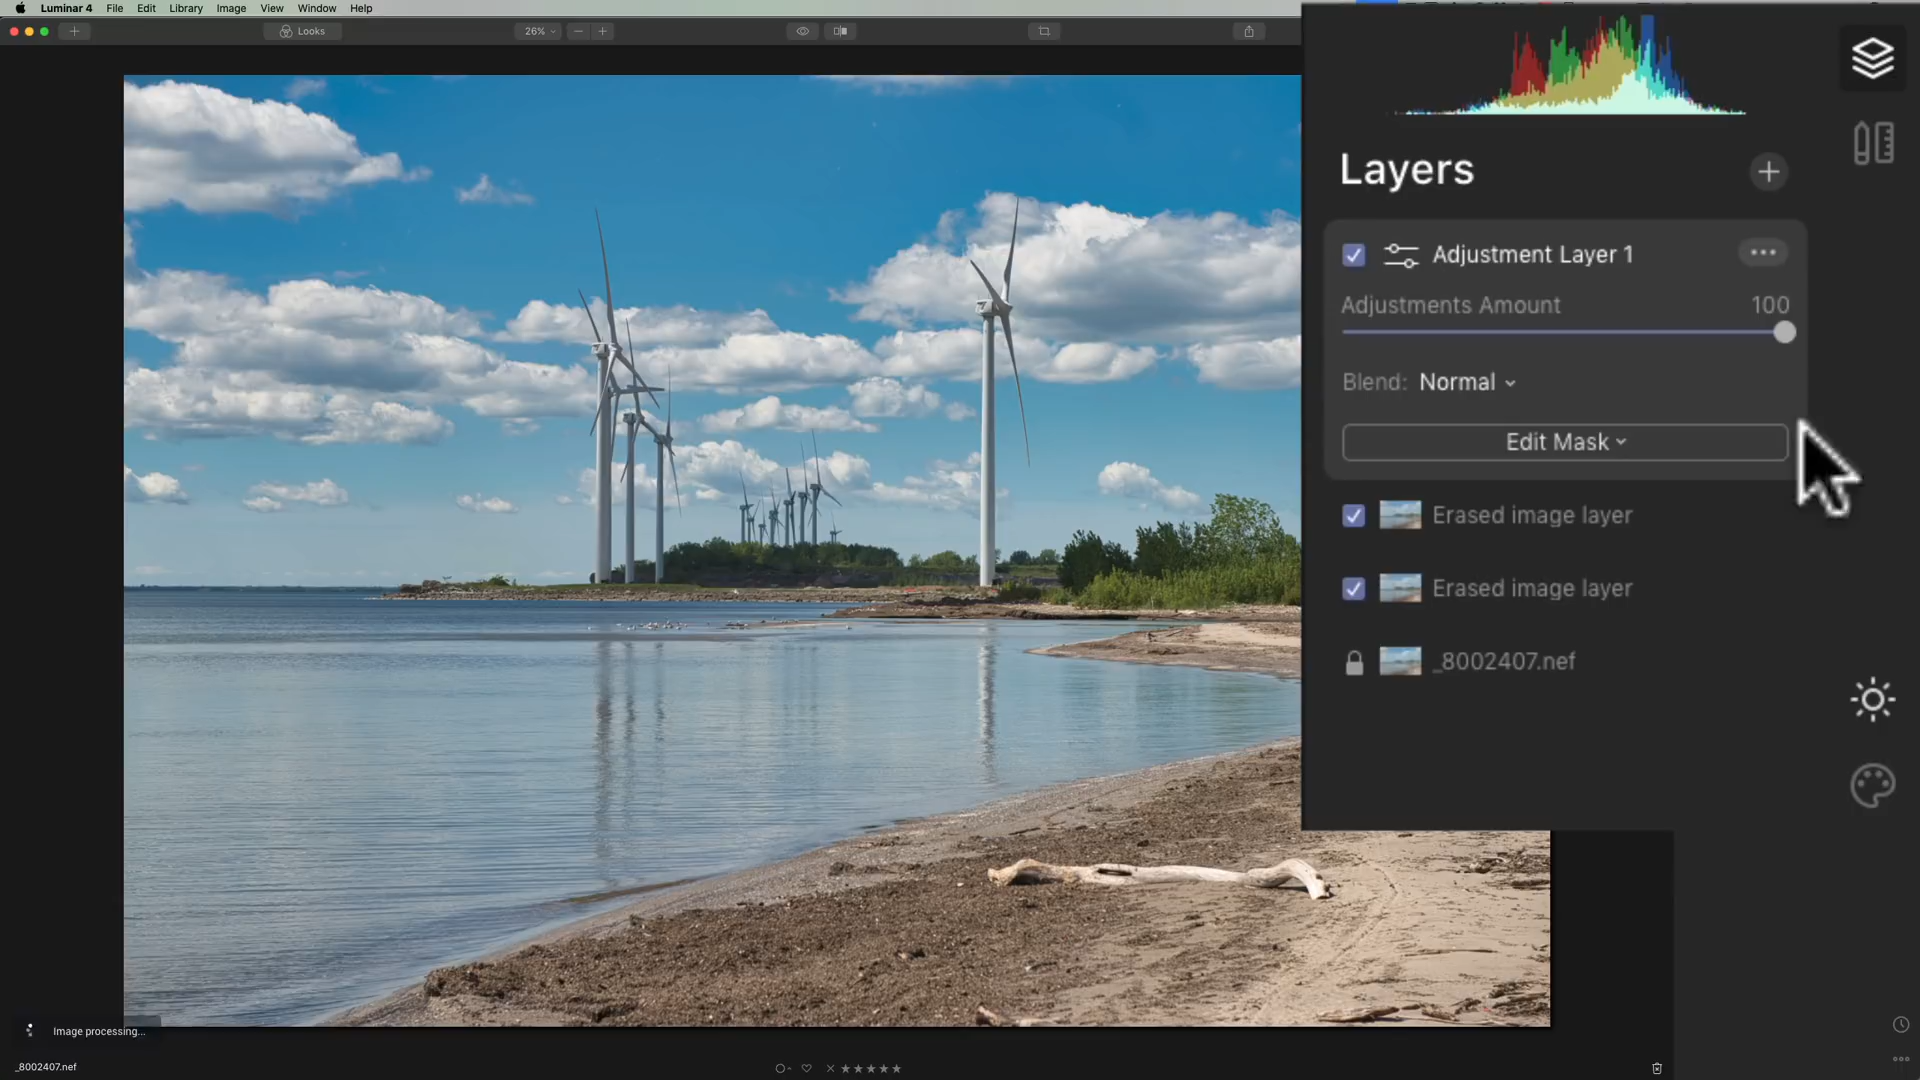 Luminar 4 File Edit Library Image View Window Help
Looks 26%
Layers
Adjustment Layer 1
Adjustments Amount 100
Blend: Normal
Edit Mask
Erased image layer
Erased image layer
_8002407.nef
Image processing...
_8002407.nef